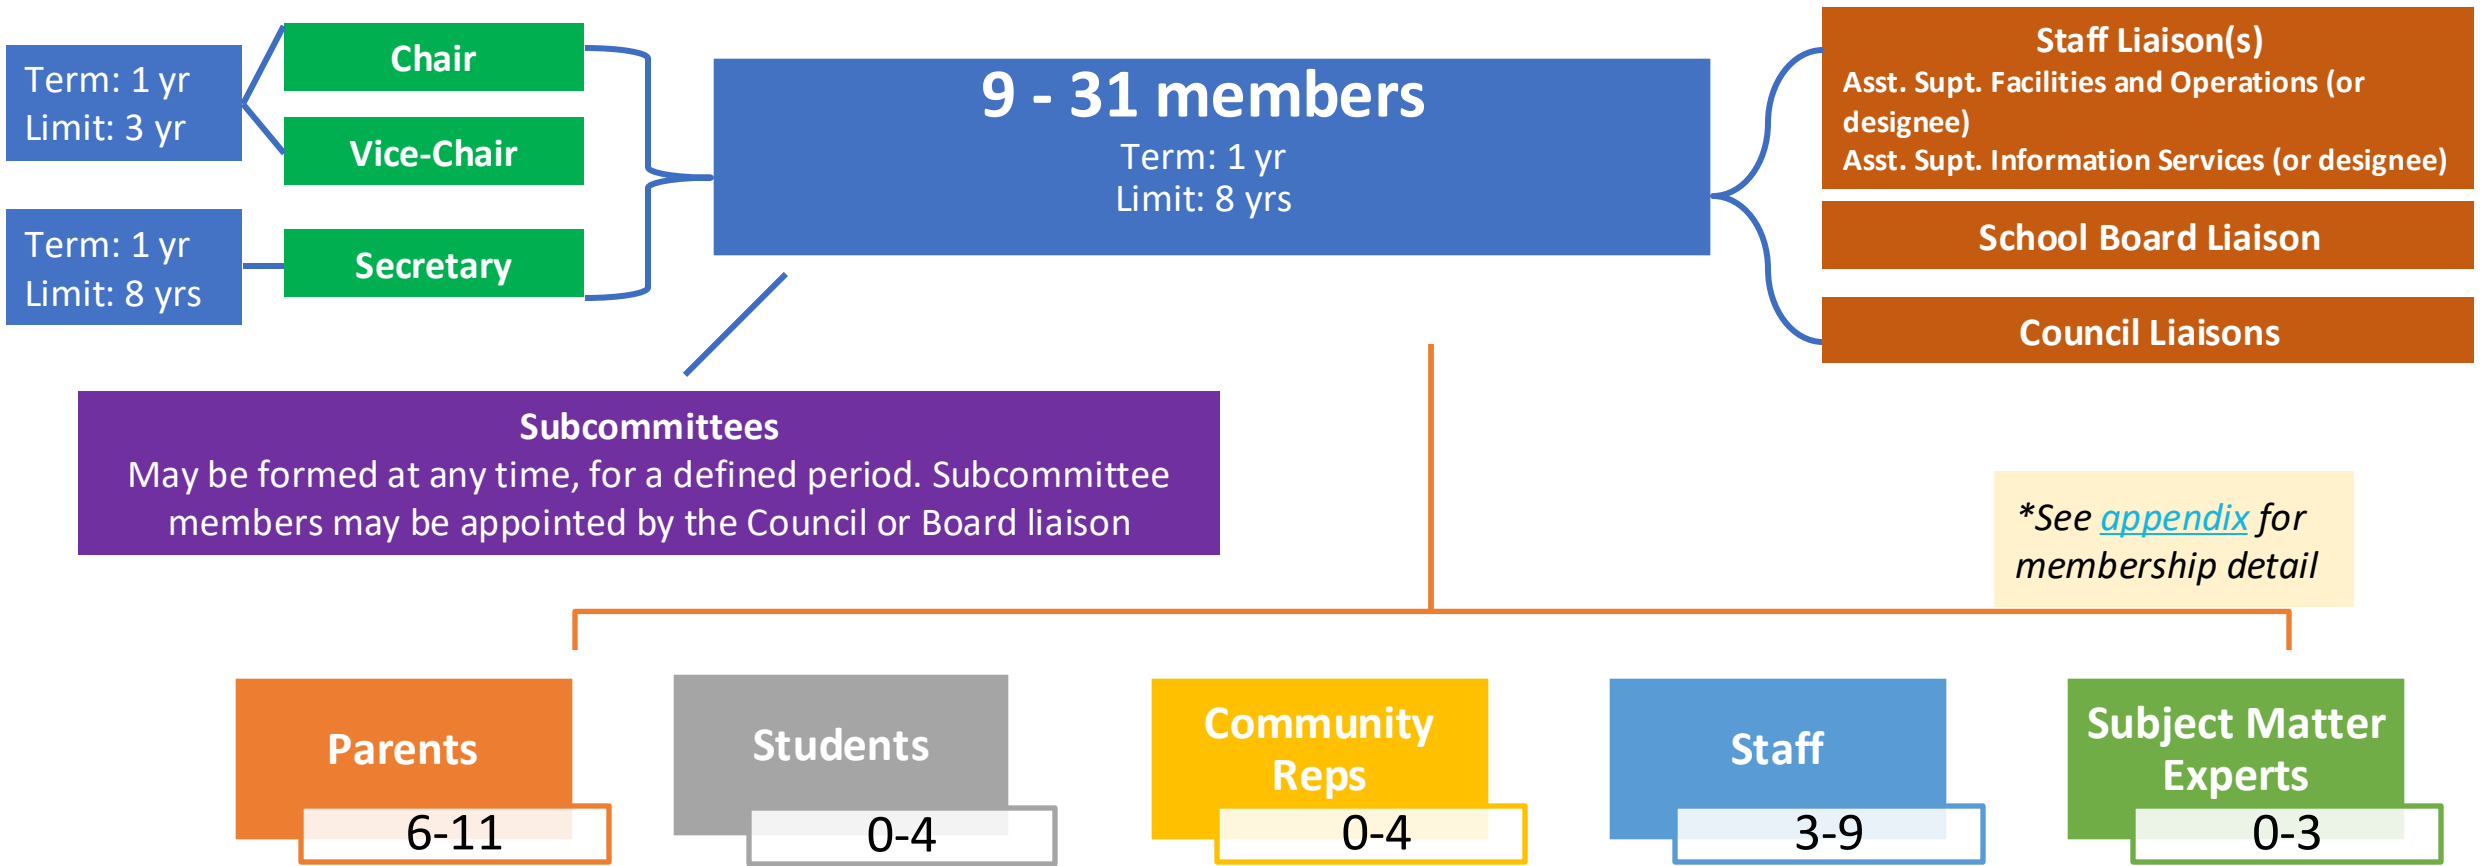 Term: 1 yr
Limit: 3 yr
Chair
Vice-Chair
Term: 1 yr
Limit: 8 yrs
Secretary
9 - 31 members
Term: 1 yr
Limit: 8 yrs
Staff Liaison(s)
Asst. Supt. Facilities and Operations (or
designee)
Asst. Supt. Information Services (or designee)
School Board Liaison
Council Liaisons
Subcommittees
May be formed at any time, for a defined period. Subcommittee
members may be appointed by the Council or Board liaison
*See appendix for
membership detail
Parents
6-11
Students
0-4
Community
Reps
0-4
Staff
3-9
Subject Matter
Experts
0-3